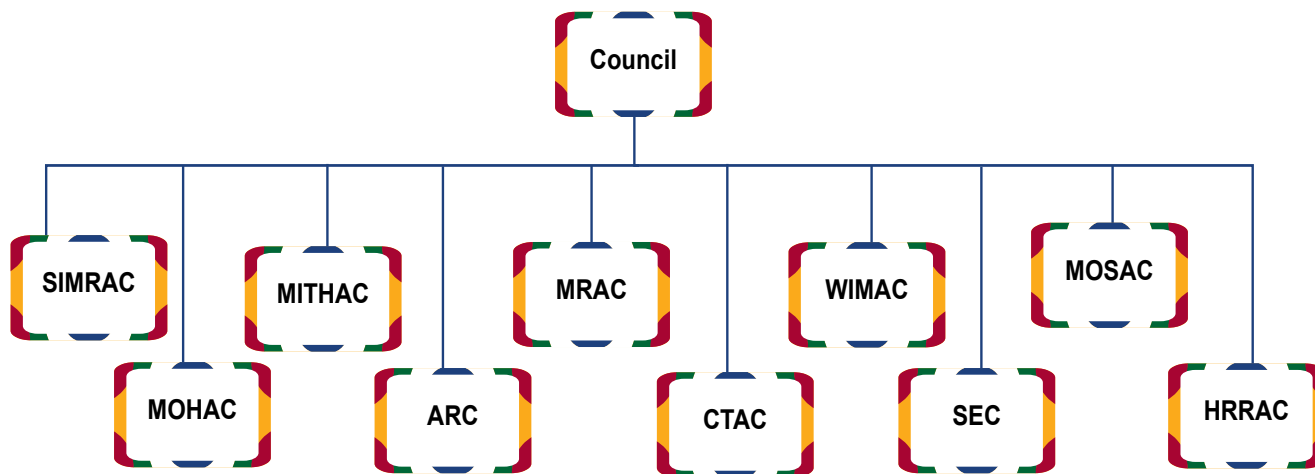 Council
SIMRAC
MITHAC
MRAC
WIMAC
MOSAC
MOHAC
ARC
CTAC
SEC
HRRAC